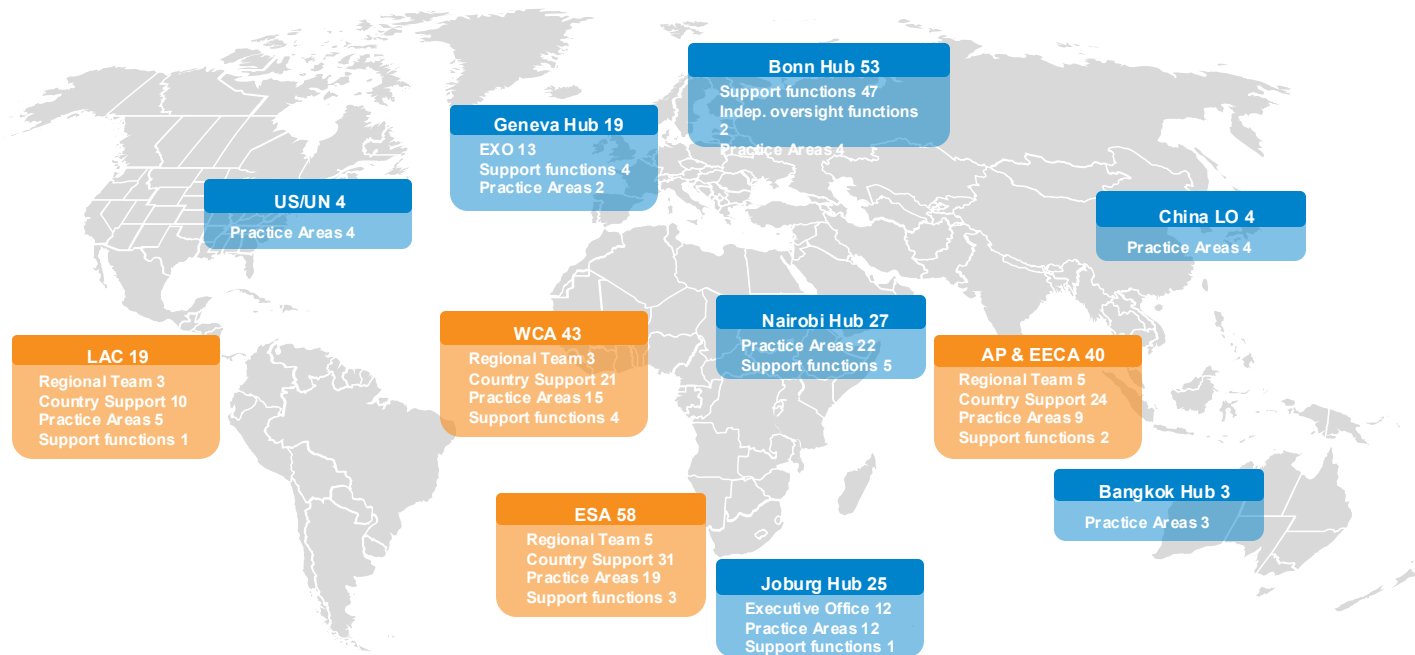 Bonn Hub 53
Support functions 47
Indep. oversight functions
2
Practice Areas 4
Geneva Hub 19
EXO 13
Support functions 4
Practice Areas 2
US/UN 4
Practice Areas 4
China LO 4
Practice Areas 4
Nairobi Hub 27
Practice Areas 22
Support functions 5
WCA 43
Regional Team 3
Country Support 21
Practice Areas 15
Support functions 4
LAC 19
Regional Team 3
Country Support 10
Practice Areas 5
Support functions 1
AP & EECA 40
Regional Team 5
Country Support 24
Practice Areas 9
Support functions 2
Bangkok Hub 3
Practice Areas 3
ESA 58
Regional Team 5
Country Support 31
Practice Areas 19
Support functions 3
Joburg Hub 25
Executive Office 12
Practice Areas 12
Support functions 1